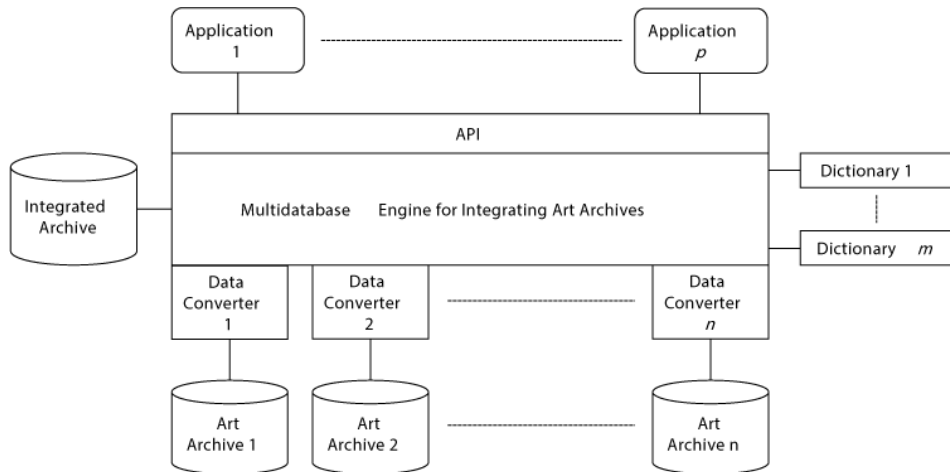 Application
1
Application
p
API
Integrated
Archive
Multidatabase Engine for Integrating Art Archives
Dictionary 1
Dictionary m
Data
Converter
1
Data
Converter
2
Data
Converter
n
Art
Archive 1
Art
Archive 2
Art
Archive n